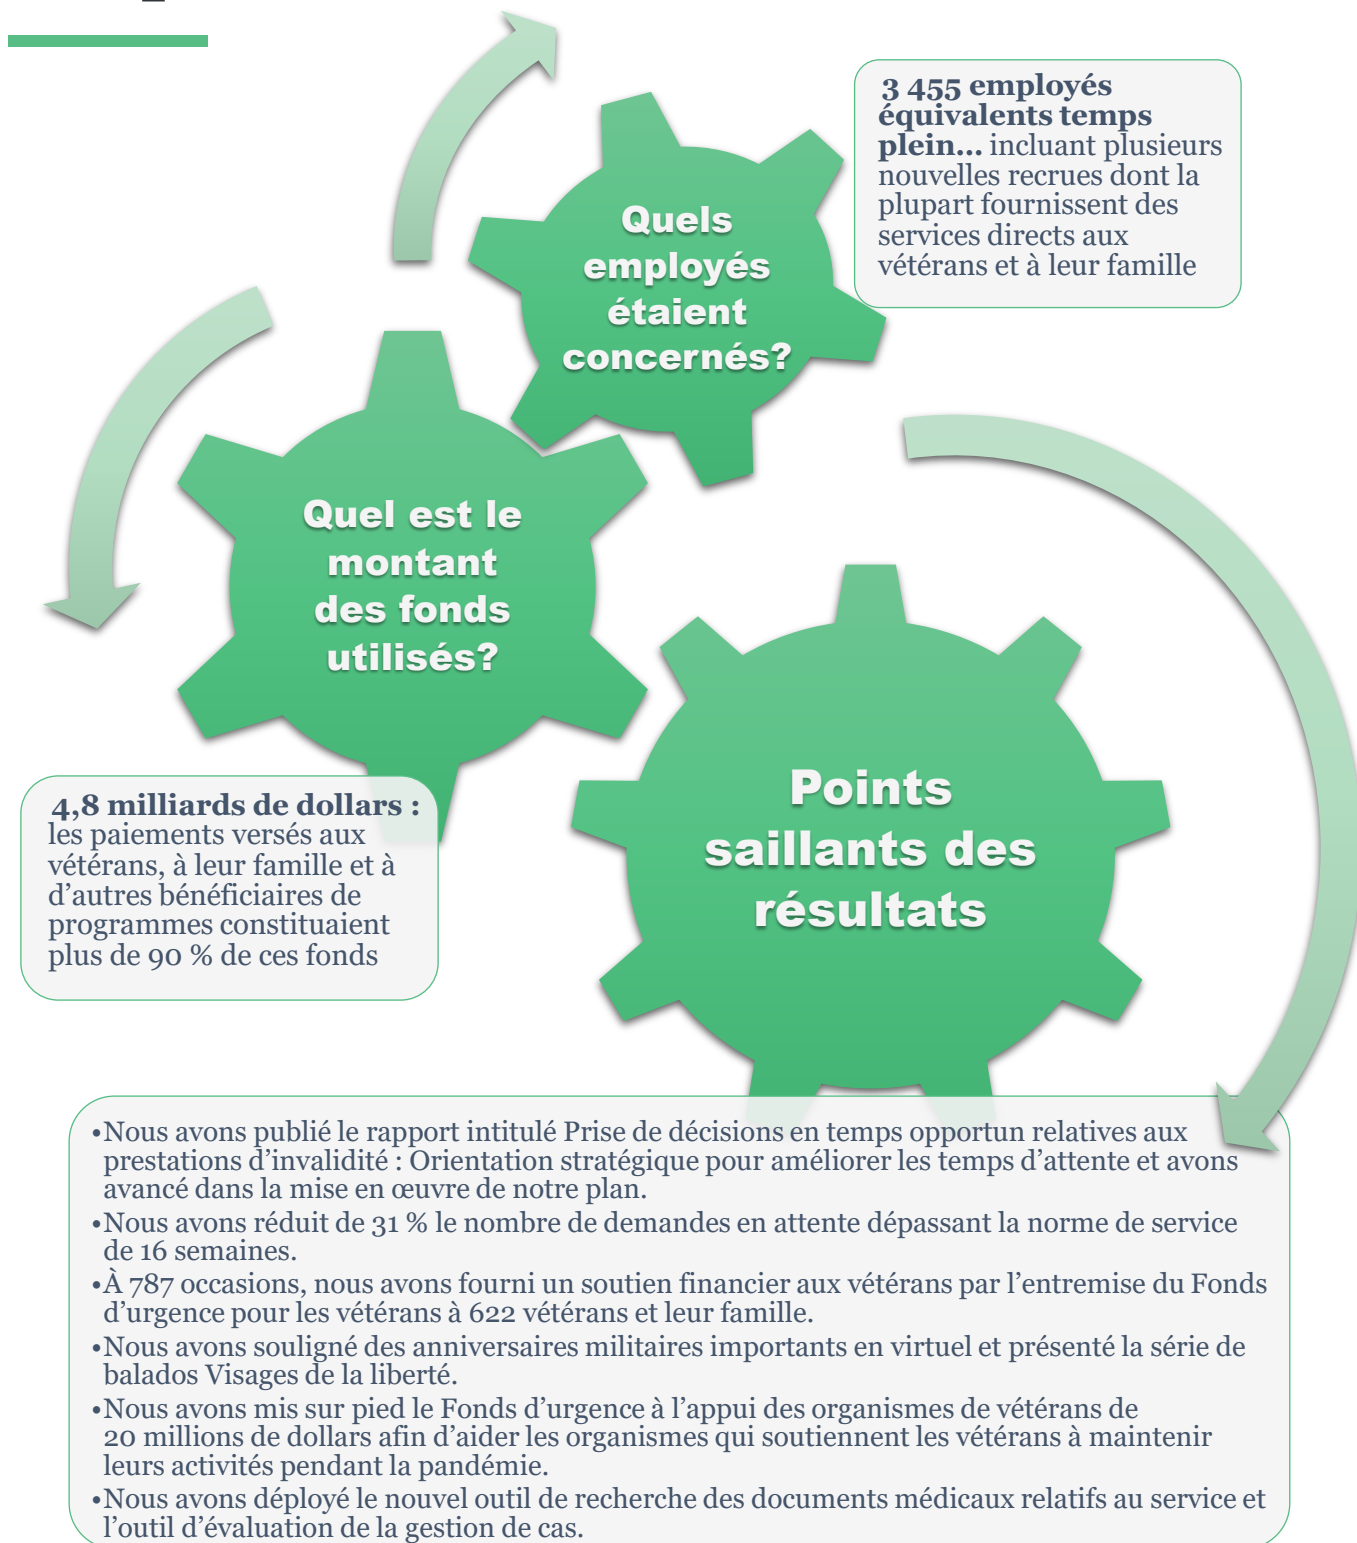 3 455 employés
équivalents temps
plein... incluant plusieurs
nouvelles recrues dont la
plupart fournissent des
services directs aux
vétérans et à leur famille
Quels
employés
étaient
concernés?
Quel est le
montant
des fonds
utilisés?
4,8 milliards de dollars :
les paiements versés aux
vétérans, à leur famille et à
d'autres bénéficiaires de
programmes constituaient
plus de 90 % de ces fonds
Points
saillants des
résultats
•Nous avons publié le rapport intitulé Prise de décisions en temps opportun relatives aux
prestations d'invalidité : Orientation stratégique pour améliorer les temps d'attente et avons
avancé dans la mise en œuvre de notre plan.
•Nous avons réduit de 31 % le nombre de demandes en attente dépassant la norme de service
de 16 semaines.
•À 787 occasions, nous avons fourni un soutien financier aux vétérans par l'entremise du Fonds
d'urgence pour les vétérans à 622 vétérans et leur famille.
•Nous avons souligné des anniversaires militaires importants en virtuel et présenté la série de
balados Visages de la liberté.
•Nous avons mis sur pied le Fonds d'urgence à l'appui des organismes de vétérans de
20 millions de dollars afin d'aider les organismes qui soutiennent les vétérans à maintenir
leurs activités pendant la pandémie.
•Nous avons déployé le nouvel outil de recherche des documents médicaux relatifs au service et
l'outil d'évaluation de la gestion de cas.